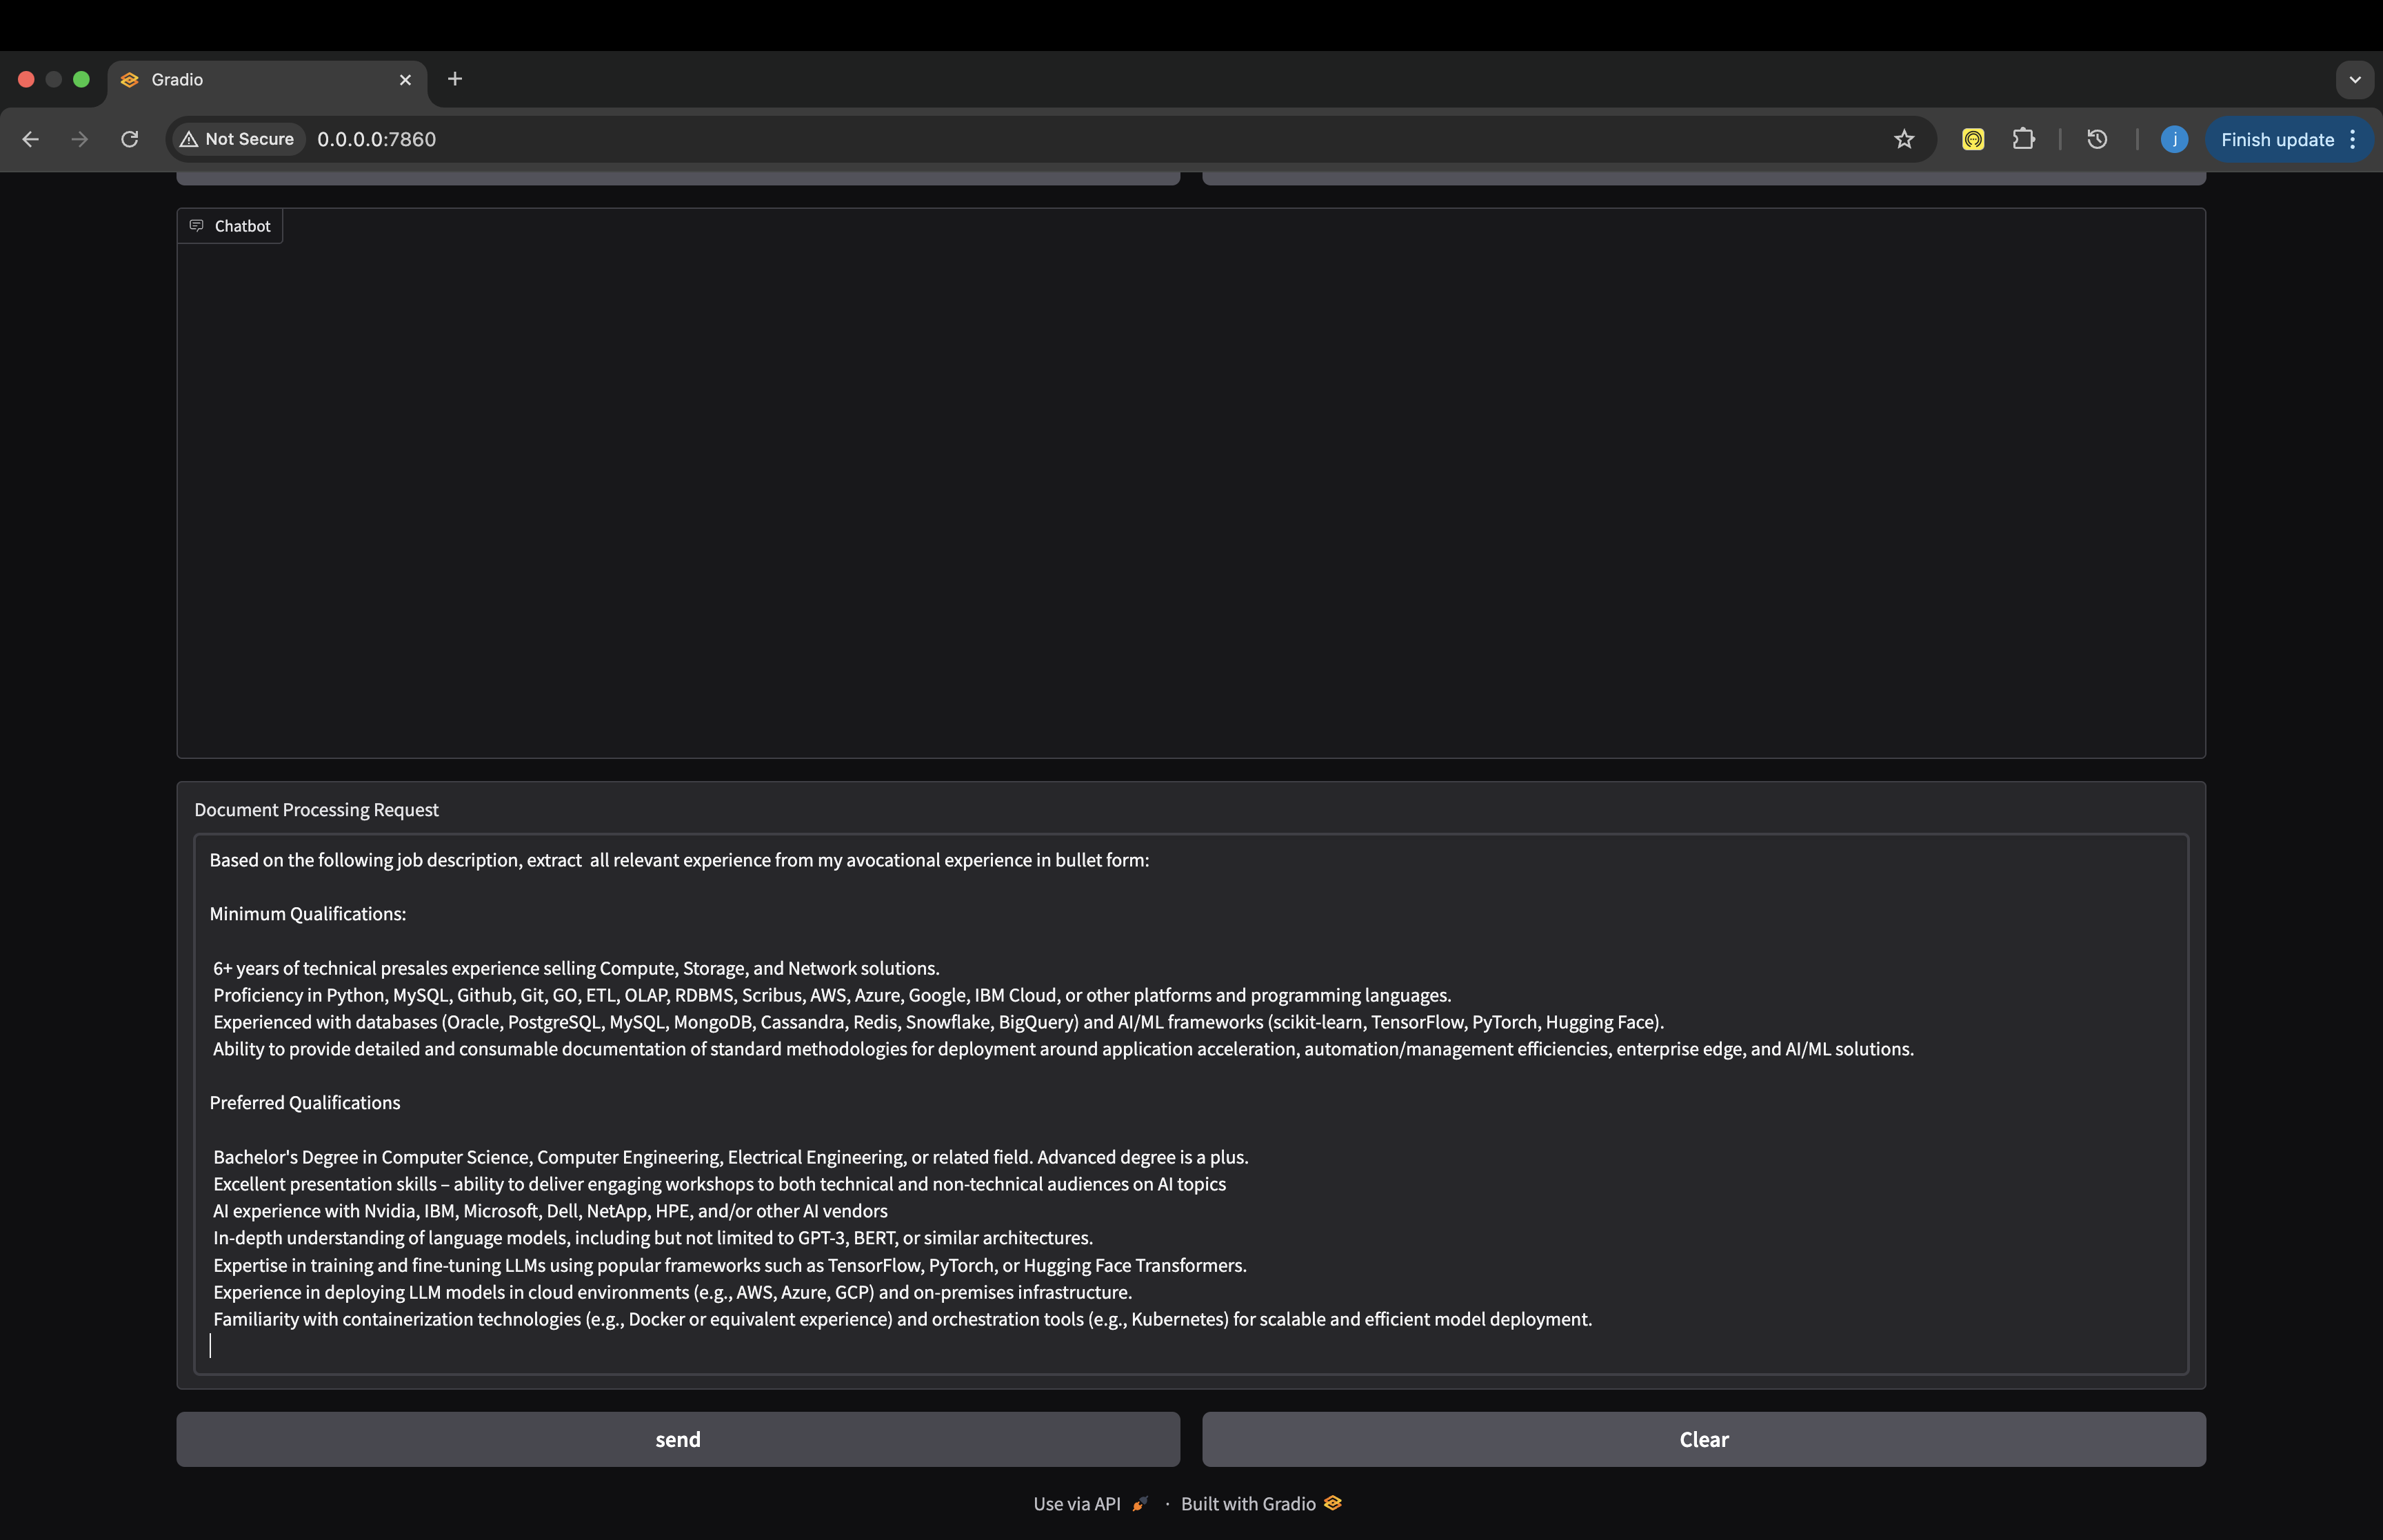 Gradio
Not Secure 0.0.0.0:7860
j
Finish update
Chatbot
Document Processing Request
Based on the following job description, extract  all relevant experience from my avocational experience in bullet form:
Minimum Qualifications:
6+ years of technical presales experience selling Compute, Storage, and Network solutions.
Proficiency in Python, MySQL, Github, Git, GO, ETL, OLAP, RDBMS, Scribus, AWS, Azure, Google, IBM Cloud, or other platforms and programming languages.
Experienced with databases (Oracle, PostgreSQL, MySQL, MongoDB, Cassandra, Redis, Snowflake, BigQuery) and AI/ML frameworks (scikit-learn, TensorFlow, PyTorch, Hugging Face).
Ability to provide detailed and consumable documentation of standard methodologies for deployment around application acceleration, automation/management efficiencies, enterprise edge, and AI/ML solutions.
Preferred Qualifications
Bachelor's Degree in Computer Science, Computer Engineering, Electrical Engineering, or related field. Advanced degree is a plus.
Excellent presentation skills – ability to deliver engaging workshops to both technical and non-technical audiences on AI topics
AI experience with Nvidia, IBM, Microsoft, Dell, NetApp, HPE, and/or other AI vendors
In-depth understanding of language models, including but not limited to GPT-3, BERT, or similar architectures.
Expertise in training and fine-tuning LLMs using popular frameworks such as TensorFlow, PyTorch, or Hugging Face Transformers.
Experience in deploying LLM models in cloud environments (e.g., AWS, Azure, GCP) and on-premises infrastructure.
Familiarity with containerization technologies (e.g., Docker or equivalent experience) and orchestration tools (e.g., Kubernetes) for scalable and efficient model deployment.
send
Clear
Use via API · Built with Gradio